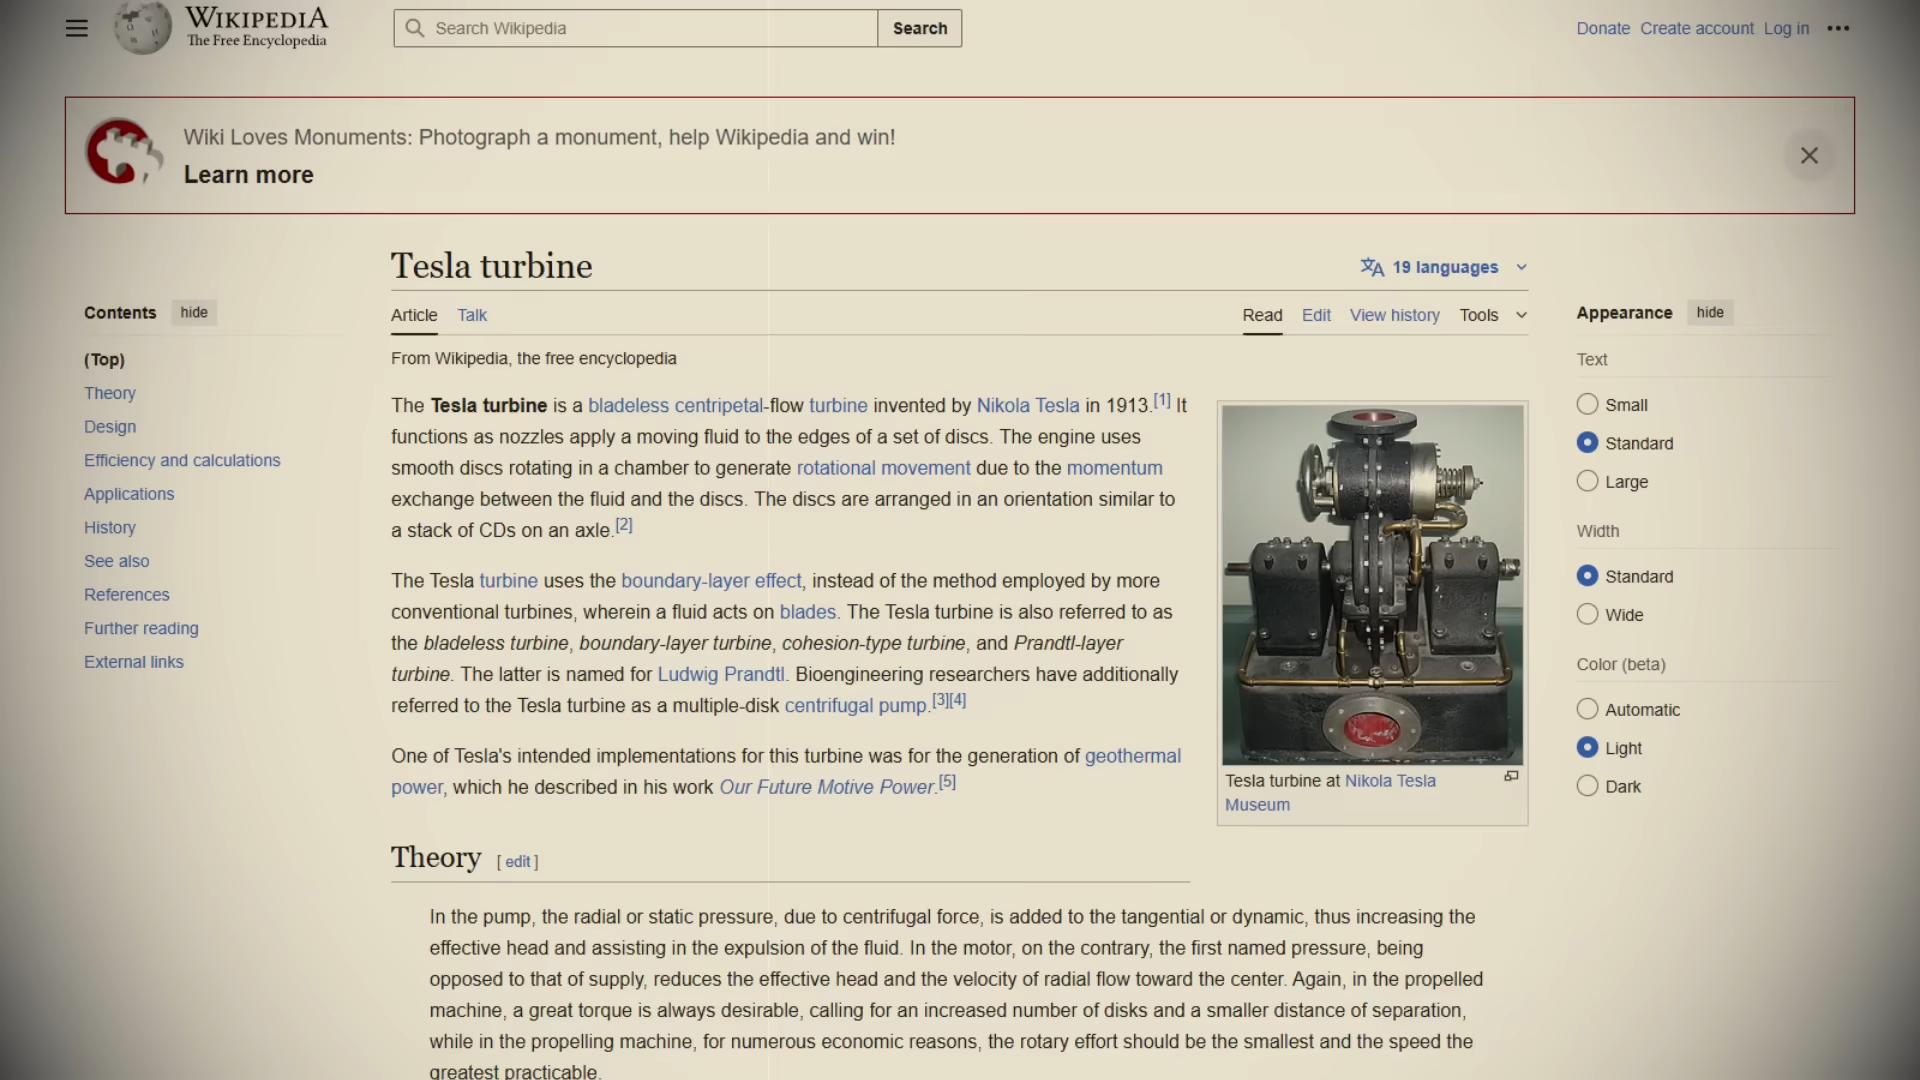 WIKIPEDIA
The Free Encyclopedia
Search Wikipedia
Search
Donate Create account Log in
Wiki Loves Monuments: Photograph a monument, help Wikipedia and win!
Learn more
Tesla turbine
19 languages
Contents hide
(Top)
Theory
Design
Efficiency and calculations
Applications
History
See also
References
Further reading
External links
Article Talk
Read Edit View history Tools
From Wikipedia, the free encyclopedia
The Tesla turbine is a bladeless centripetal-flow turbine invented by Nikola Tesla in 1913.[1] It
functions as nozzles apply a moving fluid to the edges of a set of discs. The engine uses
smooth discs rotating in a chamber to generate rotational movement due to the momentum
exchange between the fluid and the discs. The discs are arranged in an orientation similar to
a stack of CDs on an axle.[2]
The Tesla turbine uses the boundary-layer effect, instead of the method employed by more
conventional turbines, wherein a fluid acts on blades. The Tesla turbine is also referred to as
the bladeless turbine, boundary-layer turbine, cohesion-type turbine, and Prandtl-layer
turbine. The latter is named for Ludwig Prandtl. Bioengineering researchers have additionally
referred to the Tesla turbine as a multiple-disk centrifugal pump.[3][4]
One of Tesla's intended implementations for this turbine was for the generation of geothermal
power, which he described in his work Our Future Motive Power.[5]
Tesla turbine at Nikola Tesla
Museum
Theory [ edit ]
In the pump, the radial or static pressure, due to centrifugal force, is added to the tangential or dynamic, thus increasing the
effective head and assisting in the expulsion of the fluid. In the motor, on the contrary, the first named pressure, being
opposed to that of supply, reduces the effective head and the velocity of radial flow toward the center. Again, in the propelled
machine, a great torque is always desirable, calling for an increased number of disks and a smaller distance of separation,
while in the propelling machine, for numerous economic reasons, the rotary effort should be the smallest and the speed the
greatest practicable.
Appearance hide
Text
Small
Standard
Large
Width
Standard
Wide
Color (beta)
Automatic
Light
Dark